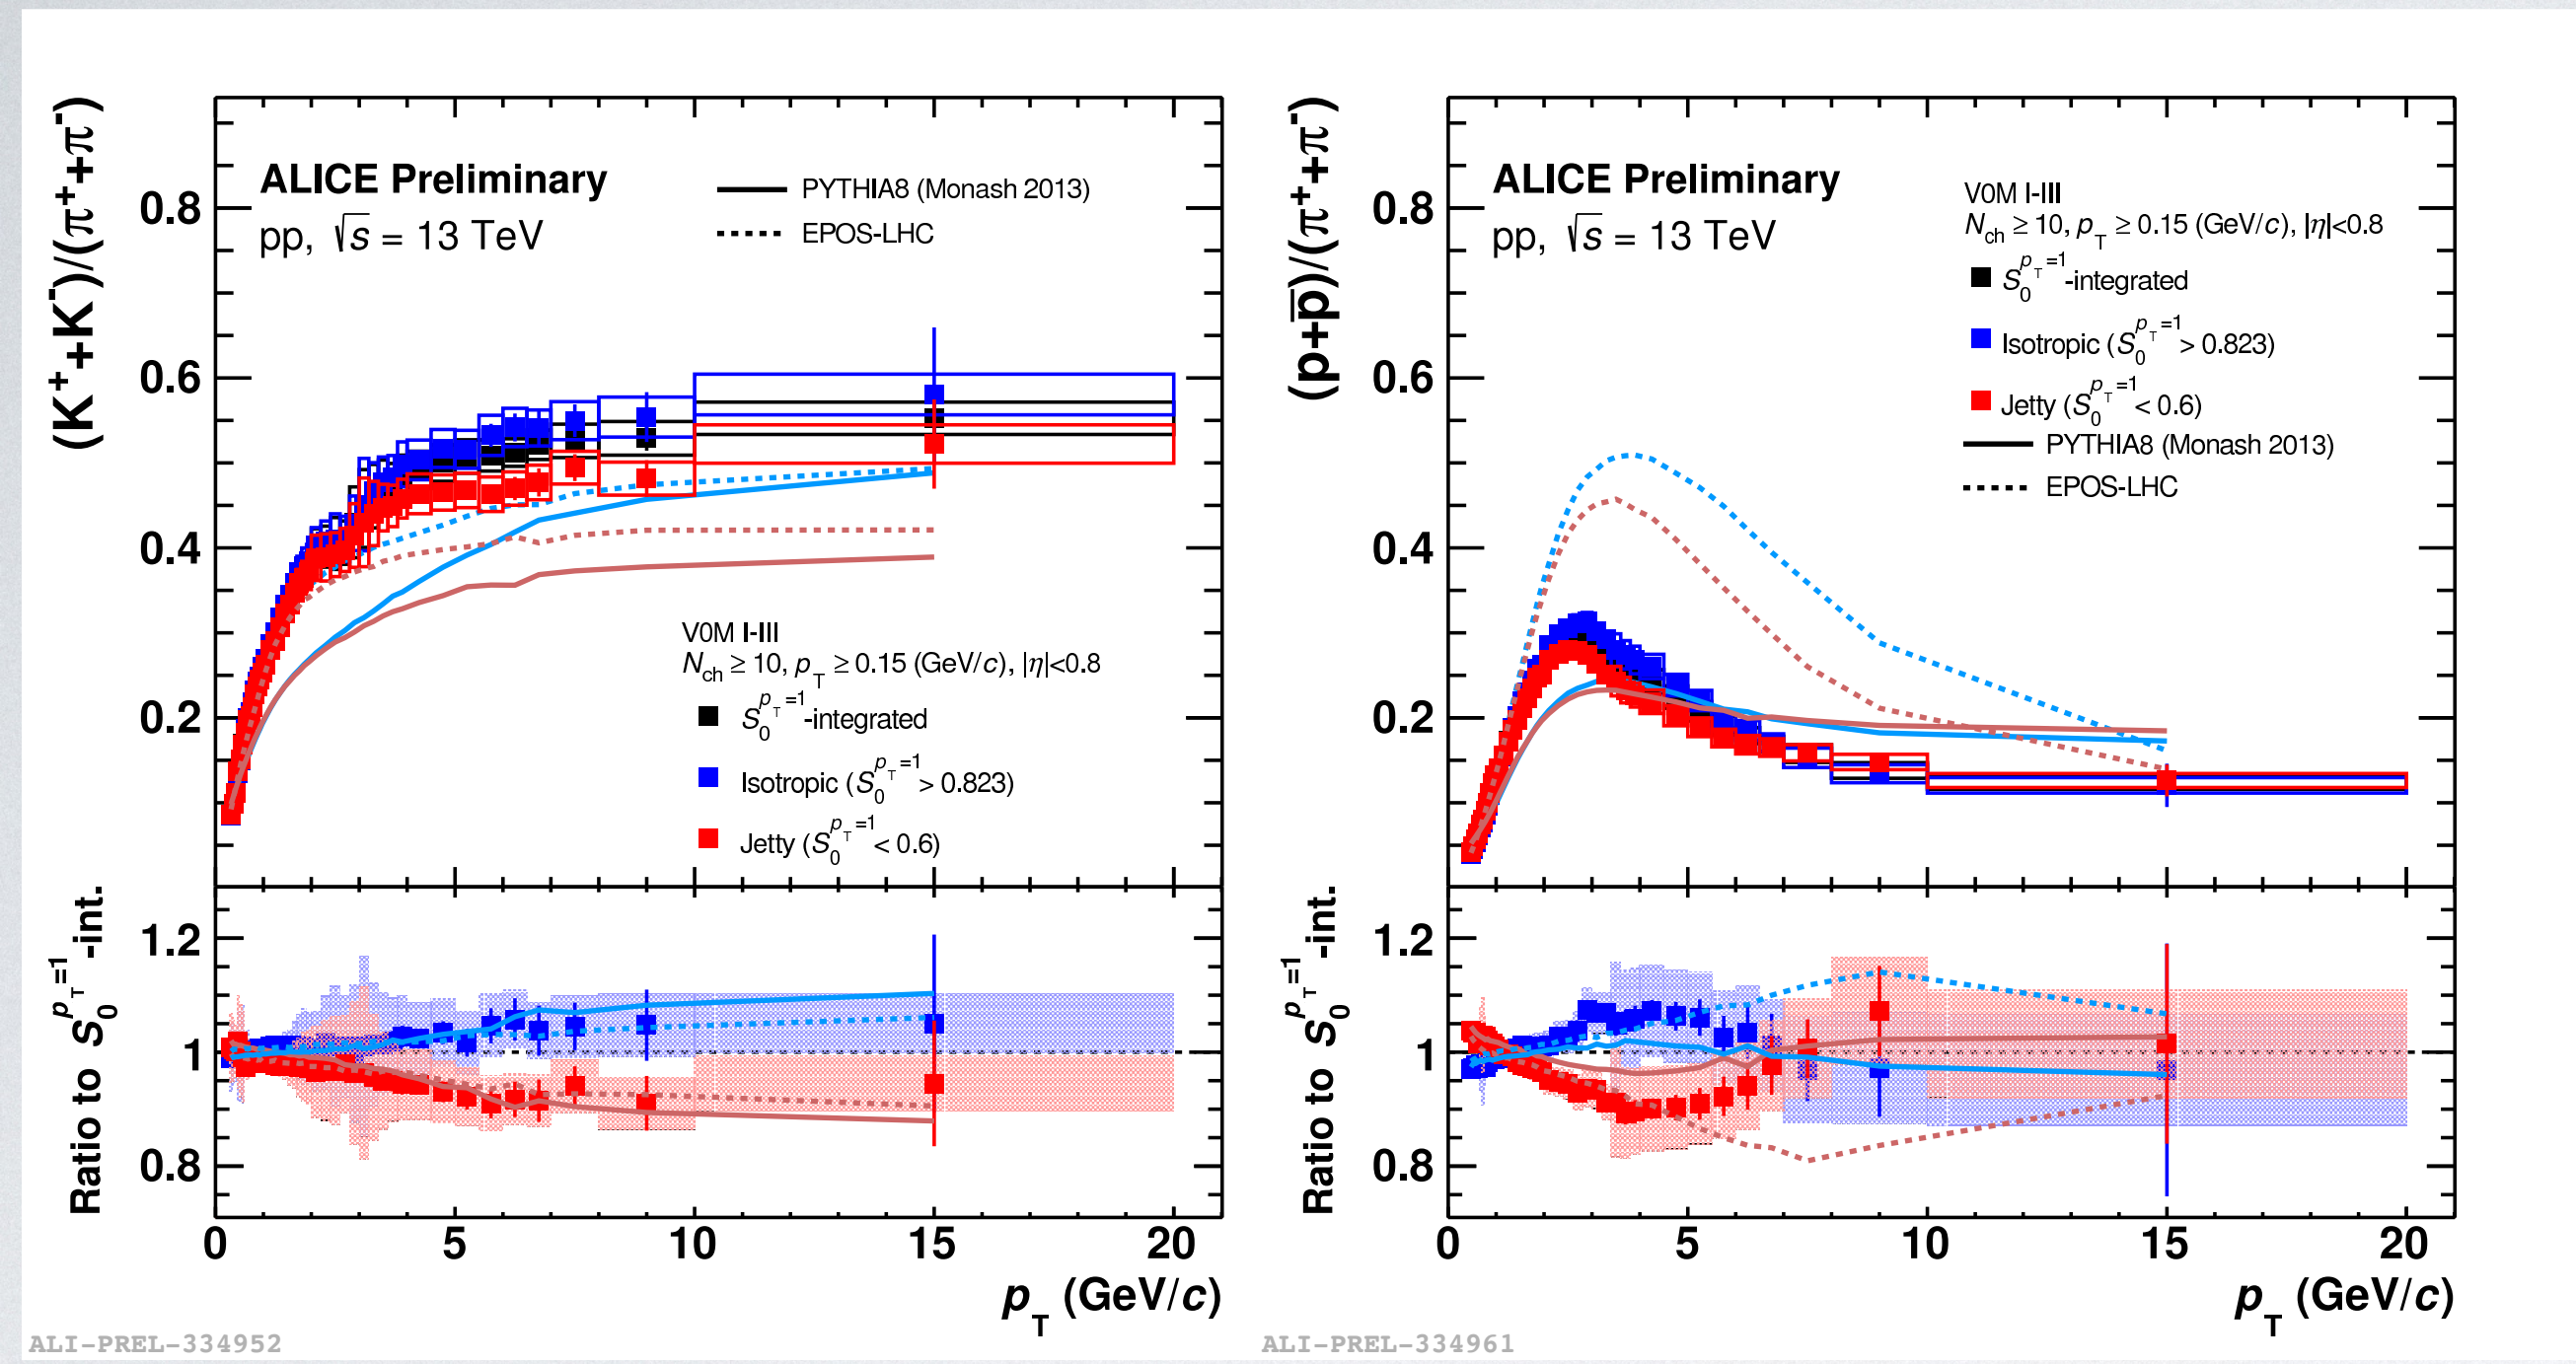 (K⁺+K⁻)/(π⁺+π⁻)
ALICE Preliminary
pp, √s = 13 TeV
PYTHIA8 (Monash 2013)
EPOS-LHC
0.8
0.6
0.4
0.2
V0M I-III
N_ch ≥ 10, p_T ≥ 0.15 (GeV/c), |η|<0.8
S_0^{p_T=1}-integrated
Isotropic (S_0^{p_T=1} > 0.823)
Jetty (S_0^{p_T=1} < 0.6)
Ratio to S_0^{p_T=1}-int.
1.2
1
0.8
0 5 10 15 20
p_T (GeV/c)
ALI-PREL-334952
(p+p̅)/(π⁺+π⁻)
ALICE Preliminary
pp, √s = 13 TeV
V0M I-III
N_ch ≥ 10, p_T ≥ 0.15 (GeV/c), |η|<0.8
S_0^{p_T=1}-integrated
Isotropic (S_0^{p_T=1} > 0.823)
Jetty (S_0^{p_T=1} < 0.6)
PYTHIA8 (Monash 2013)
EPOS-LHC
0.8
0.6
0.4
0.2
Ratio to S_0^{p_T=1}-int.
1.2
1
0.8
0 5 10 15 20
p_T (GeV/c)
ALI-PREL-334961